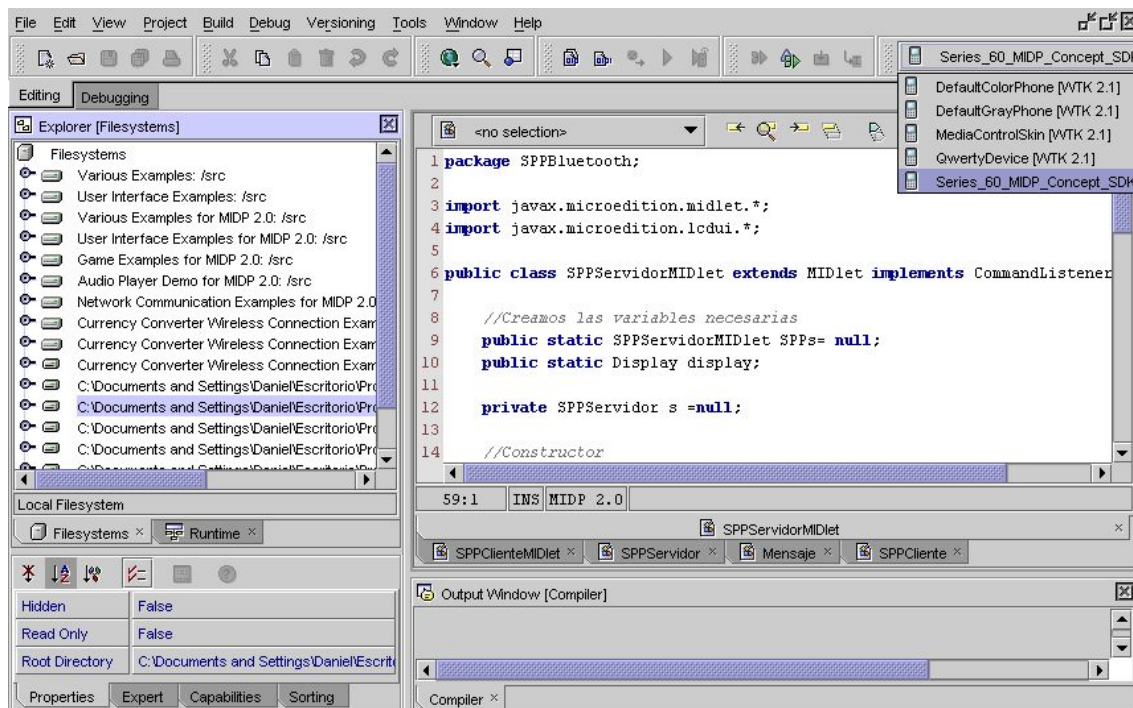 File Edit View Project Build Debug Versioning Tools Window Help
Series_60_MIDP_Concept_SDK
DefaultColorPhone [WTK 2.1]
DefaultGrayPhone [WTK 2.1]
MediaControlSkin [WTK 2.1]
QwertyDevice [WTK 2.1]
Series_60_MIDP_Concept_SDK
Editing Debugging
Explorer [Filesystems]
Filesystems
Various Examples: /src
User Interface Examples: /src
Various Examples for MIDP 2.0: /src
User Interface Examples for MIDP 2.0: /src
Game Examples for MIDP 2.0: /src
Audio Player Demo for MIDP 2.0: /src
Network Communication Examples for MIDP 2.0
Currency Converter Wireless Connection Exam
Currency Converter Wireless Connection Exam
Currency Converter Wireless Connection Exam
C:\Documents and Settings\Daniel\Escritorio\Pro
C:\Documents and Settings\Daniel\Escritorio\Pro
C:\Documents and Settings\Daniel\Escritorio\Pro
C:\Documents and Settings\Daniel\Escritorio\Pro
Local Filesystem
Filesystems Runtime
Hidden False
Read Only False
Root Directory C:\Documents and Settings\Daniel\Escrito
Properties Expert Capabilities Sorting
<no selection>
1 package SPPBluetooth;
2
3 import javax.microedition.midlet.*;
4 import javax.microedition.lcdui.*;
5
6 public class SPPServidorMIDlet extends MIDlet implements CommandListener
7
8 //Creamos las variables necesarias
9 public static SPPServidorMIDlet SPPs= null;
10 public static Display display;
11
12 private SPPServidor s =null;
13
14 //Constructor
59:1 INS MIDP 2.0
SPPServidorMIDlet
SPPClienteMIDlet SPPServidor Mensaje SPPCliente
Output Window [Compiler]
Compiler